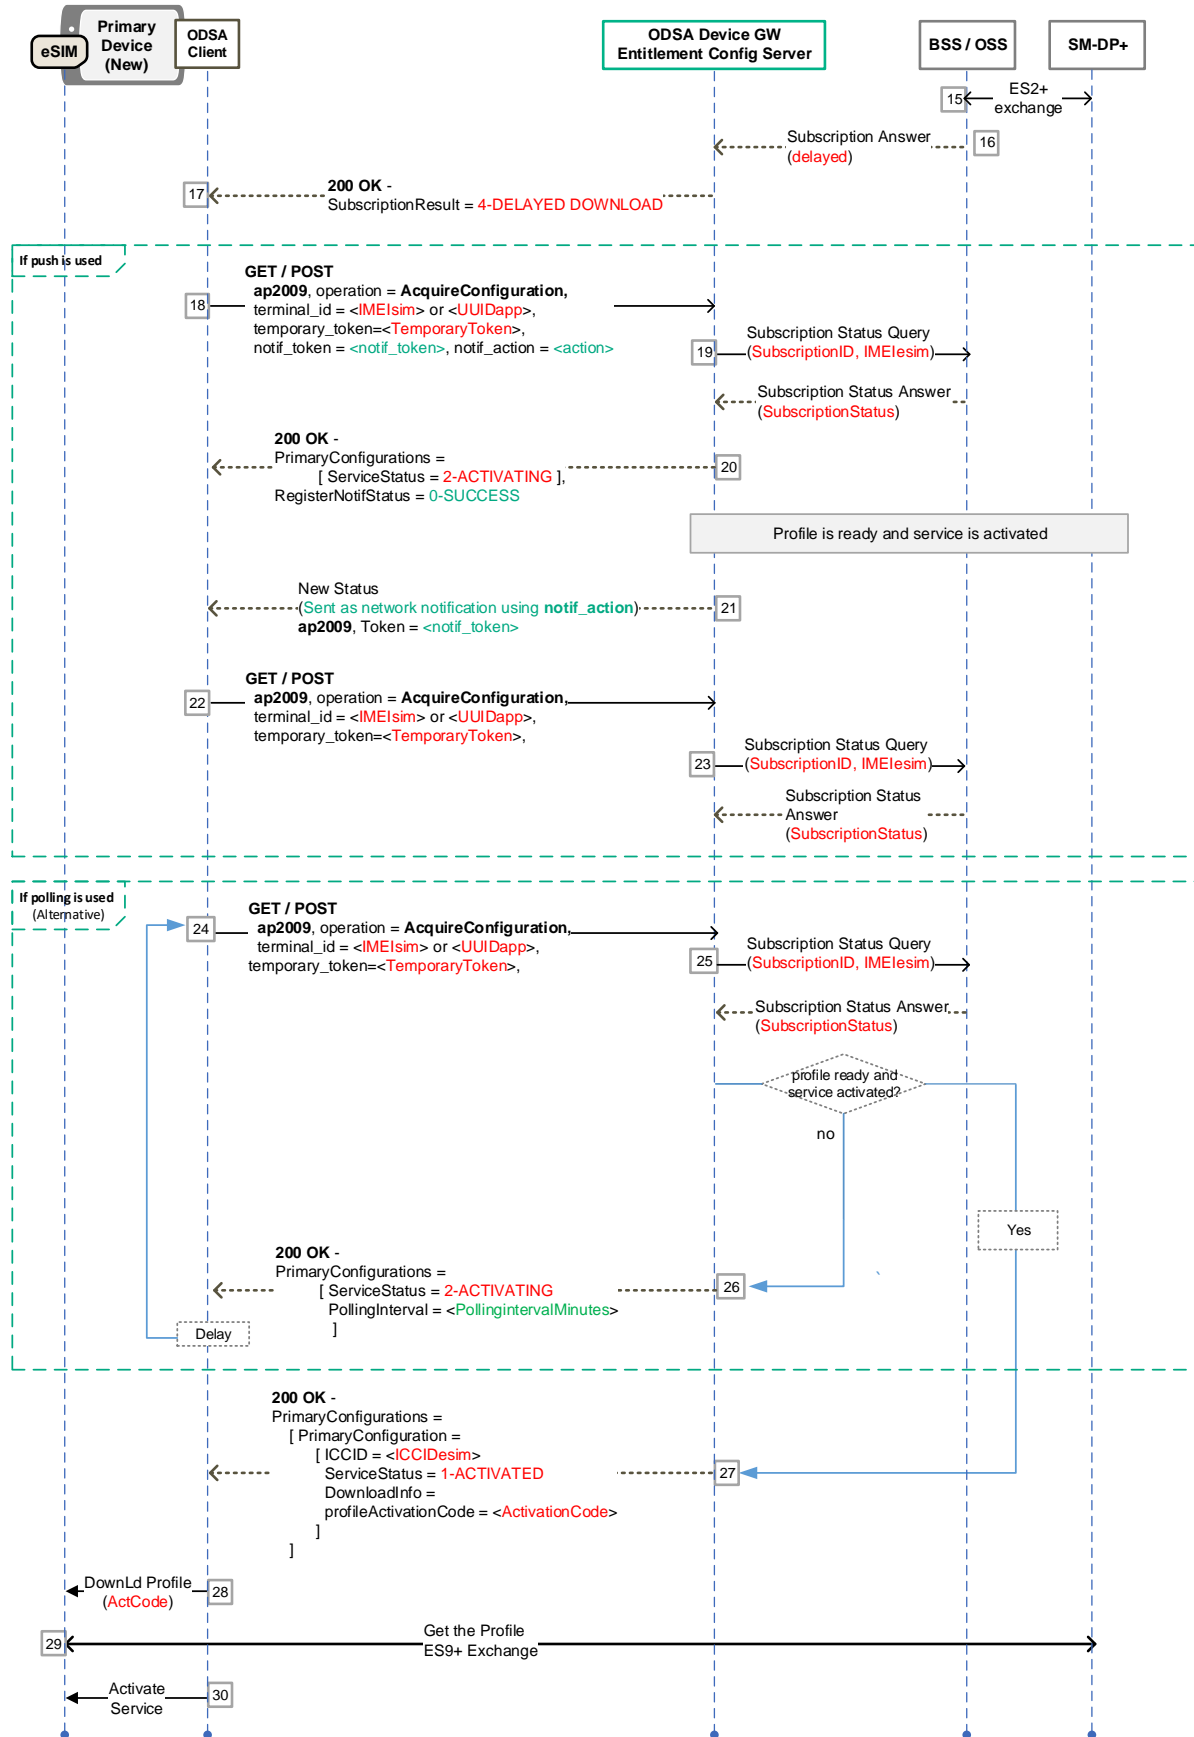 Primary
Device
(New)
eSIM
ODSA
Client
ODSA Device GW
Entitlement Config Server
BSS / OSS
SM-DP+
15
ES2+
exchange
Subscription Answer
(delayed)
16
17
200 OK -
SubscriptionResult = 4-DELAYED DOWNLOAD
If push is used
GET / POST
18
ap2009, operation = AcquireConfiguration,
terminal_id = <IMEIsim> or <UUIDapp>,
temporary_token=<TemporaryToken>,
notif_token = <notif_token>, notif_action = <action>
19
Subscription Status Query
(SubscriptionID, IMEIesim)
Subscription Status Answer
(SubscriptionStatus)
200 OK -
PrimaryConfigurations =
[ ServiceStatus = 2-ACTIVATING ],
RegisterNotifStatus = 0-SUCCESS
20
Profile is ready and service is activated
New Status
(Sent as network notification using notif_action)
ap2009, Token = <notif_token>
21
GET / POST
22
ap2009, operation = AcquireConfiguration,
terminal_id = <IMEIsim> or <UUIDapp>,
temporary_token=<TemporaryToken>,
23
Subscription Status Query
(SubscriptionID, IMEIesim)
Subscription Status
Answer
(SubscriptionStatus)
If polling is used
(Alternative)
GET / POST
24
ap2009, operation = AcquireConfiguration,
terminal_id = <IMEIsim> or <UUIDapp>,
temporary_token=<TemporaryToken>,
25
Subscription Status Query
(SubscriptionID, IMEIesim)
Subscription Status Answer
(SubscriptionStatus)
profile ready and
service activated?
no
Yes
200 OK -
PrimaryConfigurations =
[ ServiceStatus = 2-ACTIVATING
PollingInterval = <PollingintervalMinutes>
]
26
Delay
200 OK -
PrimaryConfigurations =
[ PrimaryConfiguration =
[ ICCID = <ICCIDesim>
ServiceStatus = 1-ACTIVATED
DownloadInfo =
profileActivationCode = <ActivationCode>
]
]
27
DownLd Profile
(ActCode)
28
29
Get the Profile
ES9+ Exchange
Activate
Service
30